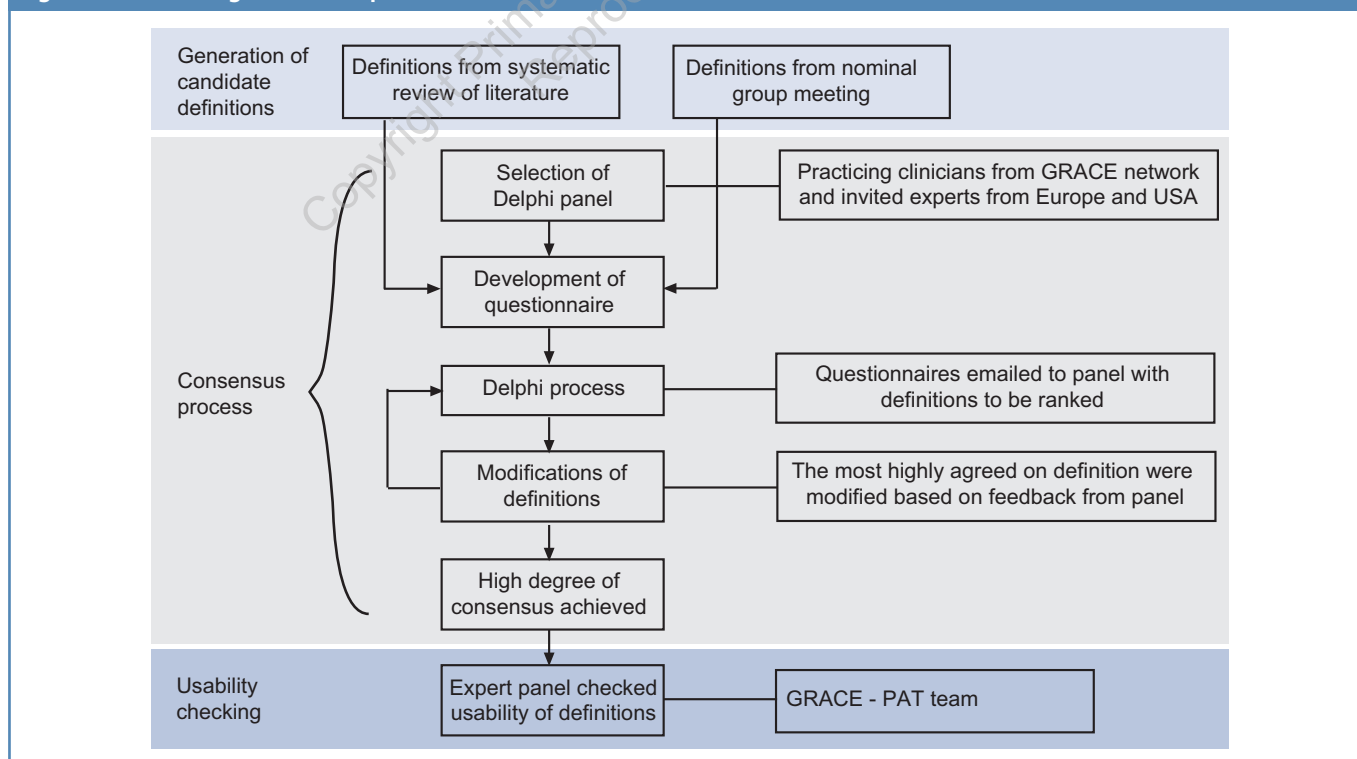 Generation of
candidate
definitions
Definitions from systematic
review of literature
Definitions from nominal
group meeting
Consensus
process
Selection of
Delphi panel
Practicing clinicians from GRACE network
and invited experts from Europe and USA
Development of
questionnaire
Delphi process
Questionnaires emailed to panel with
definitions to be ranked
Modifications of
definitions
The most highly agreed on definition were
modified based on feedback from panel
High degree of
consensus achieved
Usability
checking
Expert panel checked
usability of definitions
GRACE - PAT team
Copyright